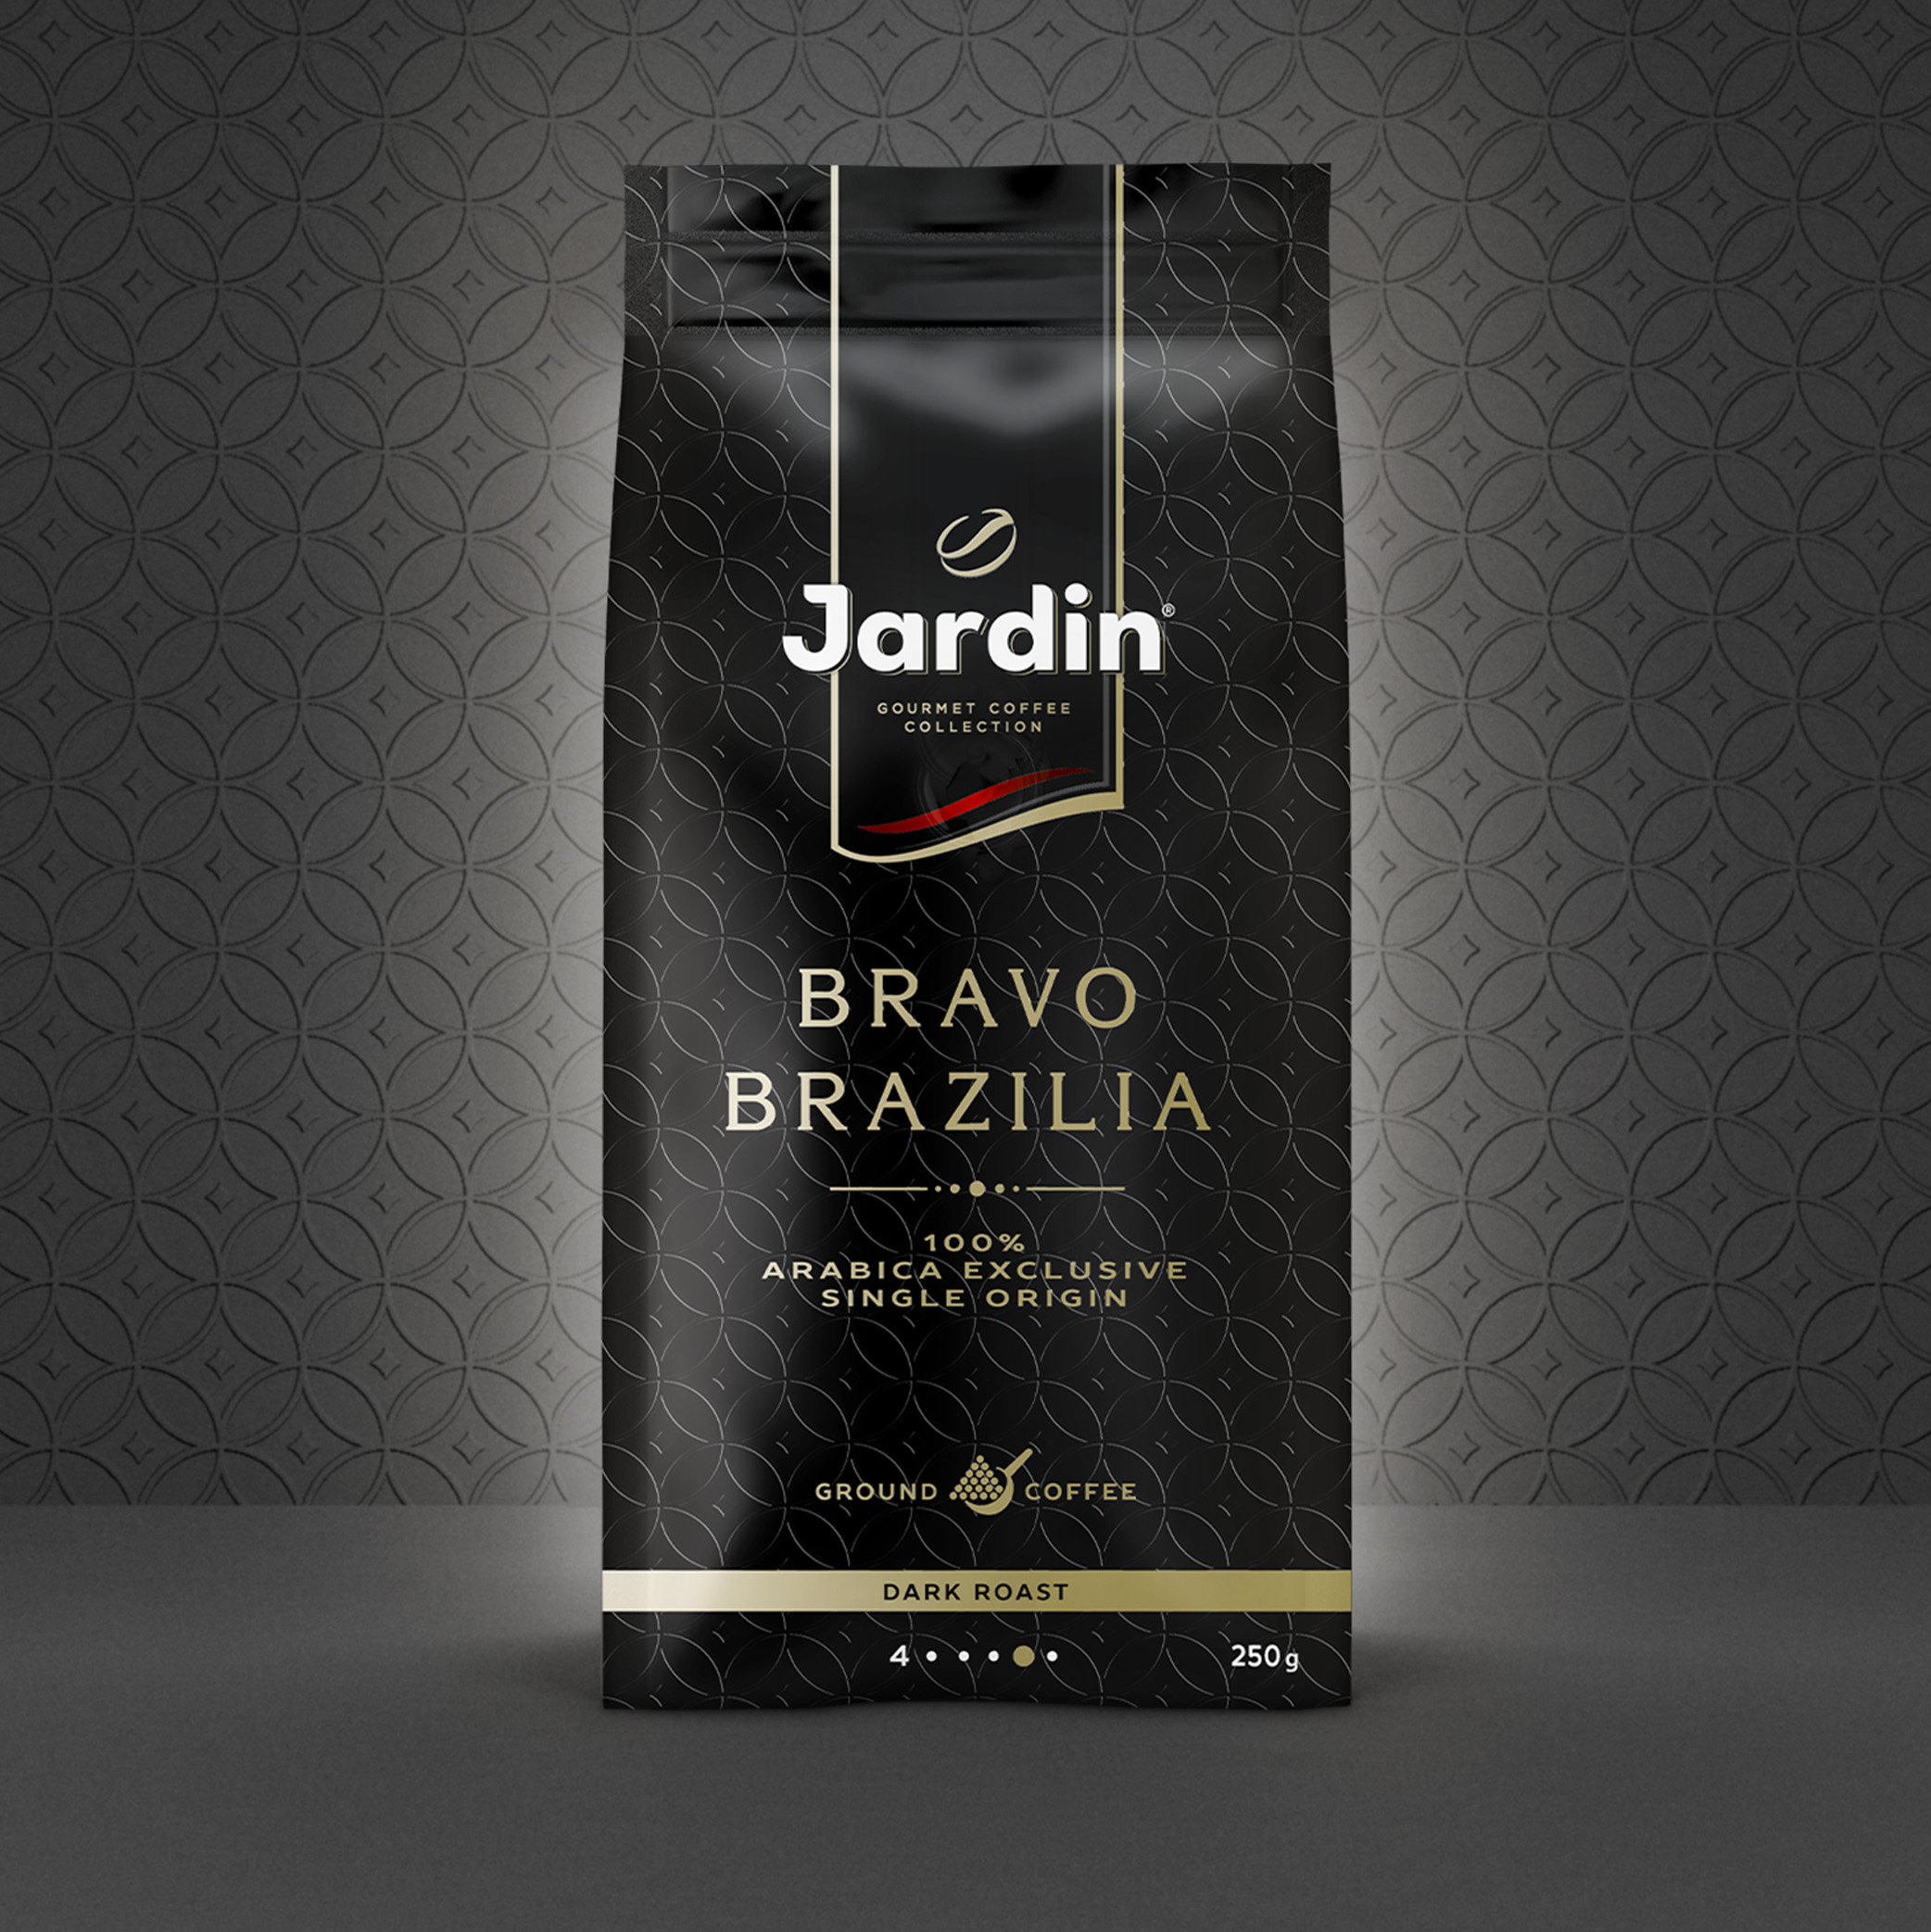 Jardin®
GOURMET COFFEE
COLLECTION
BRAVO
BRAZILIA
100%
ARABICA EXCLUSIVE
SINGLE ORIGIN
GROUND COFFEE
DARK ROAST
4
250g